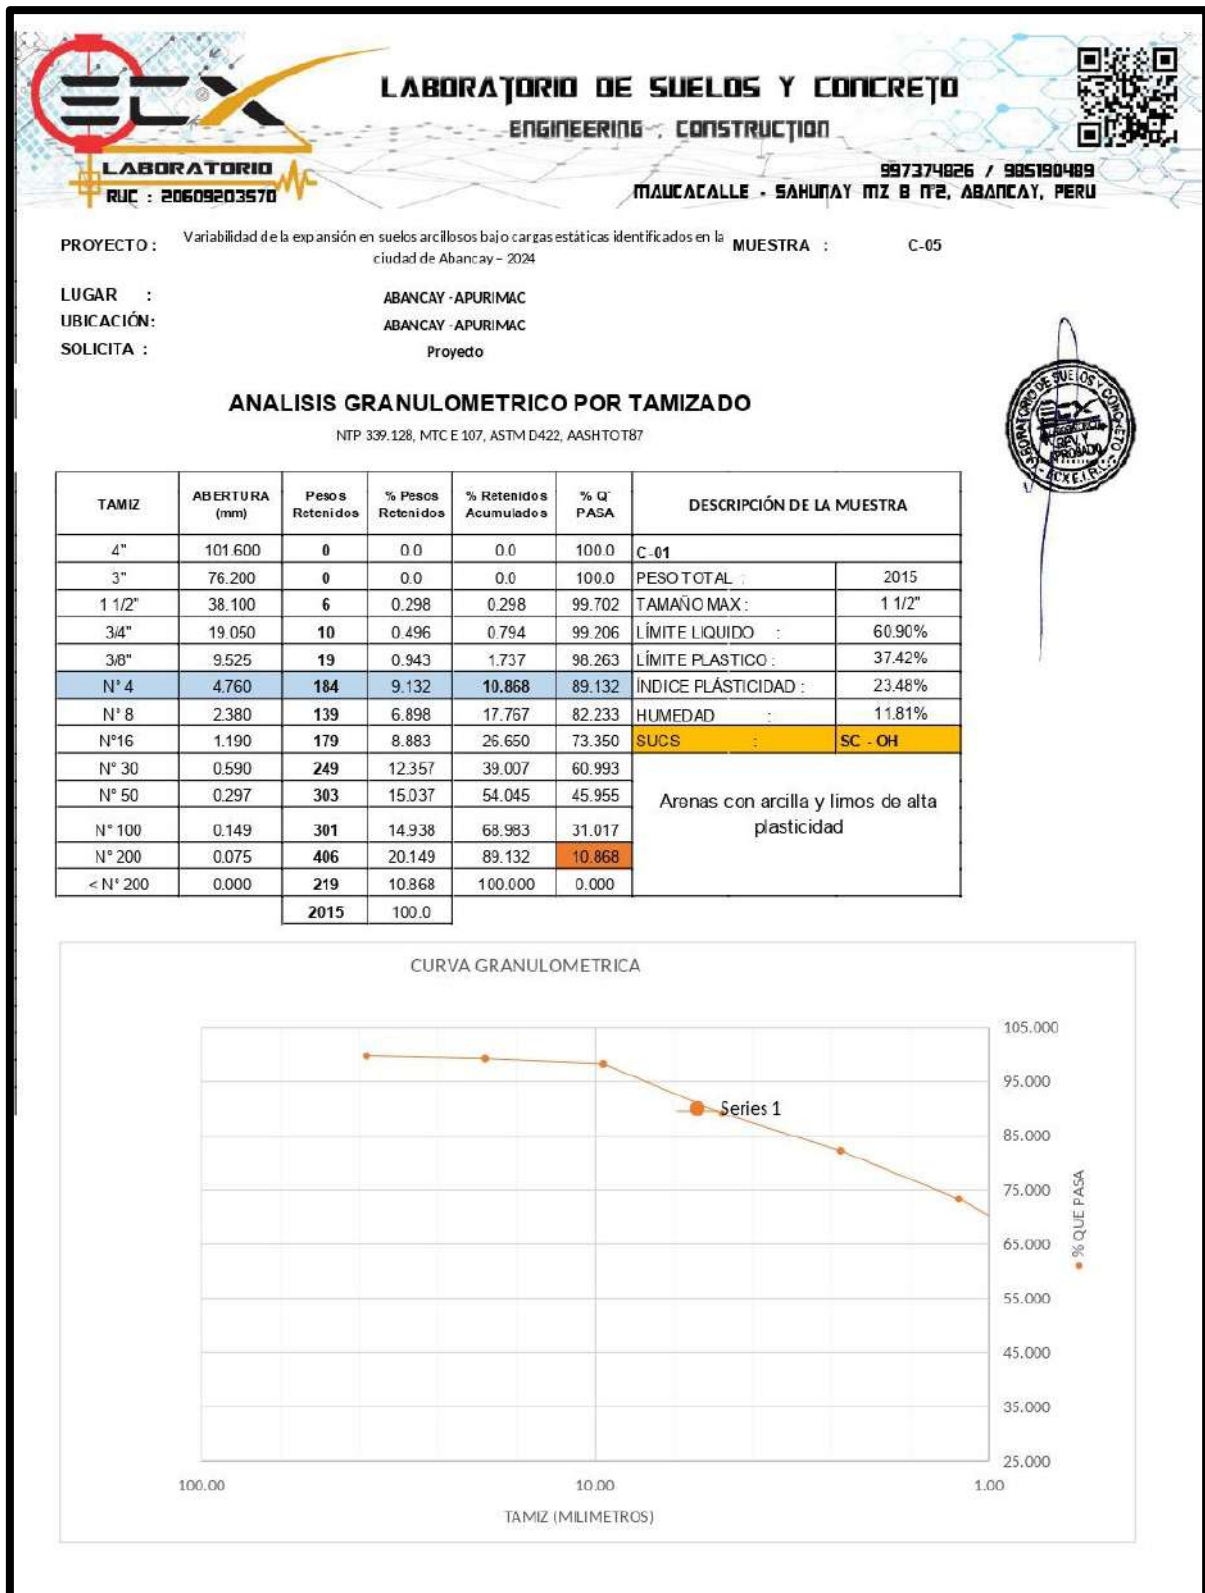 ECX
LABORATORIO
RUC : 20609203570
LABORATORIO DE SUELOS Y CONCRETO
ENGINEERING , CONSTRUCTION
997374826 / 985190489
MAUCACALLE - SAHUNAY MZ B N°2, ABANCAY, PERU
PROYECTO : Variabilidad de la expansión en suelos arcillosos bajo cargas estáticas identificados en la ciudad de Abancay – 2024 MUESTRA : C-05
LUGAR : ABANCAY - APURIMAC
UBICACIÓN: ABANCAY - APURIMAC
SOLICITA : Proyecto
LABORATORIO DE SUELOS Y CONCRETO
REV. Y
APROBADO
- ECX E.I.R.L. -
ANALISIS GRANULOMETRICO POR TAMIZADO
NTP 339.128, MTC E 107, ASTM D422, AASHTO T87
TAMIZ ABERTURA (mm) Pesos Retenidos % Pesos Retenidos % Retenidos Acumulados % Q' PASA DESCRIPCIÓN DE LA MUESTRA
4" 101.600 0 0.0 0.0 100.0 C-01
3" 76.200 0 0.0 0.0 100.0 PESO TOTAL : 2015
1 1/2" 38.100 6 0.298 0.298 99.702 TAMAÑO MAX : 1 1/2"
3/4" 19.050 10 0.496 0.794 99.206 LÍMITE LIQUIDO : 60.90%
3/8" 9.525 19 0.943 1.737 98.263 LÍMITE PLASTICO : 37.42%
N° 4 4.760 184 9.132 10.868 89.132 ÍNDICE PLÁSTICIDAD : 23.48%
N° 8 2.380 139 6.898 17.767 82.233 HUMEDAD : 11.81%
N°16 1.190 179 8.883 26.650 73.350 SUCS : SC - OH
N° 30 0.590 249 12.357 39.007 60.993
N° 50 0.297 303 15.037 54.045 45.955 Arenas con arcilla y limos de alta
N° 100 0.149 301 14.938 68.983 31.017 plasticidad
N° 200 0.075 406 20.149 89.132 10.868
< N° 200 0.000 219 10.868 100.000 0.000
2015 100.0
CURVA GRANULOMETRICA
105.000
95.000
Series 1
85.000
75.000
65.000
55.000
45.000
35.000
25.000
% QUE PASA
100.00 10.00 1.00
TAMIZ (MILIMETROS)